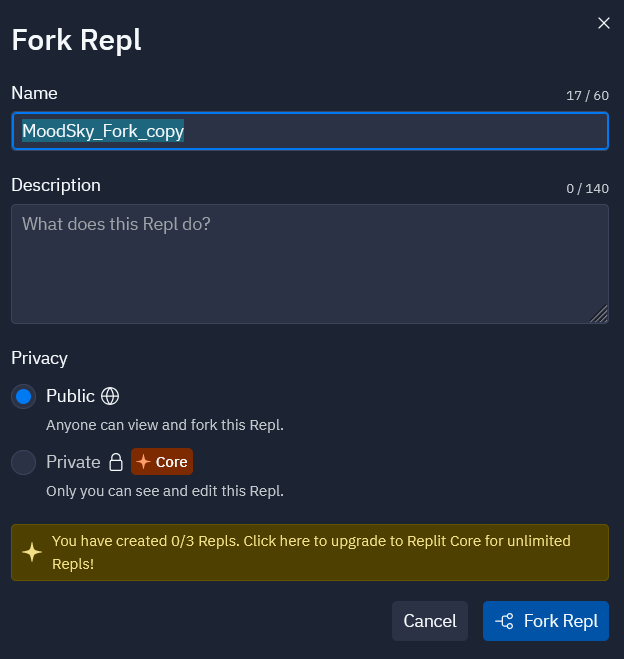 Fork Repl
Name
17 / 60
MoodSky_Fork_copy
Description
0 / 140
What does this Repl do?
Privacy
Public
Anyone can view and fork this Repl.
Private Core
Only you can see and edit this Repl.
You have created 0/3 Repls. Click here to upgrade to Replit Core for unlimited
Repls!
Cancel
Fork Repl